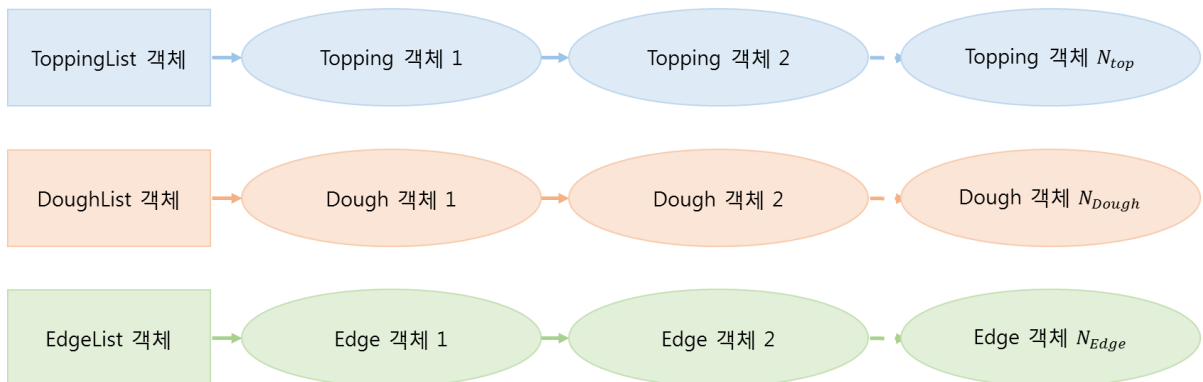 ToppingList 객체
Topping 객체 1
Topping 객체 2
Topping 객체 N_top
DoughList 객체
Dough 객체 1
Dough 객체 2
Dough 객체 N_Dough
EdgeList 객체
Edge 객체 1
Edge 객체 2
Edge 객체 N_Edge